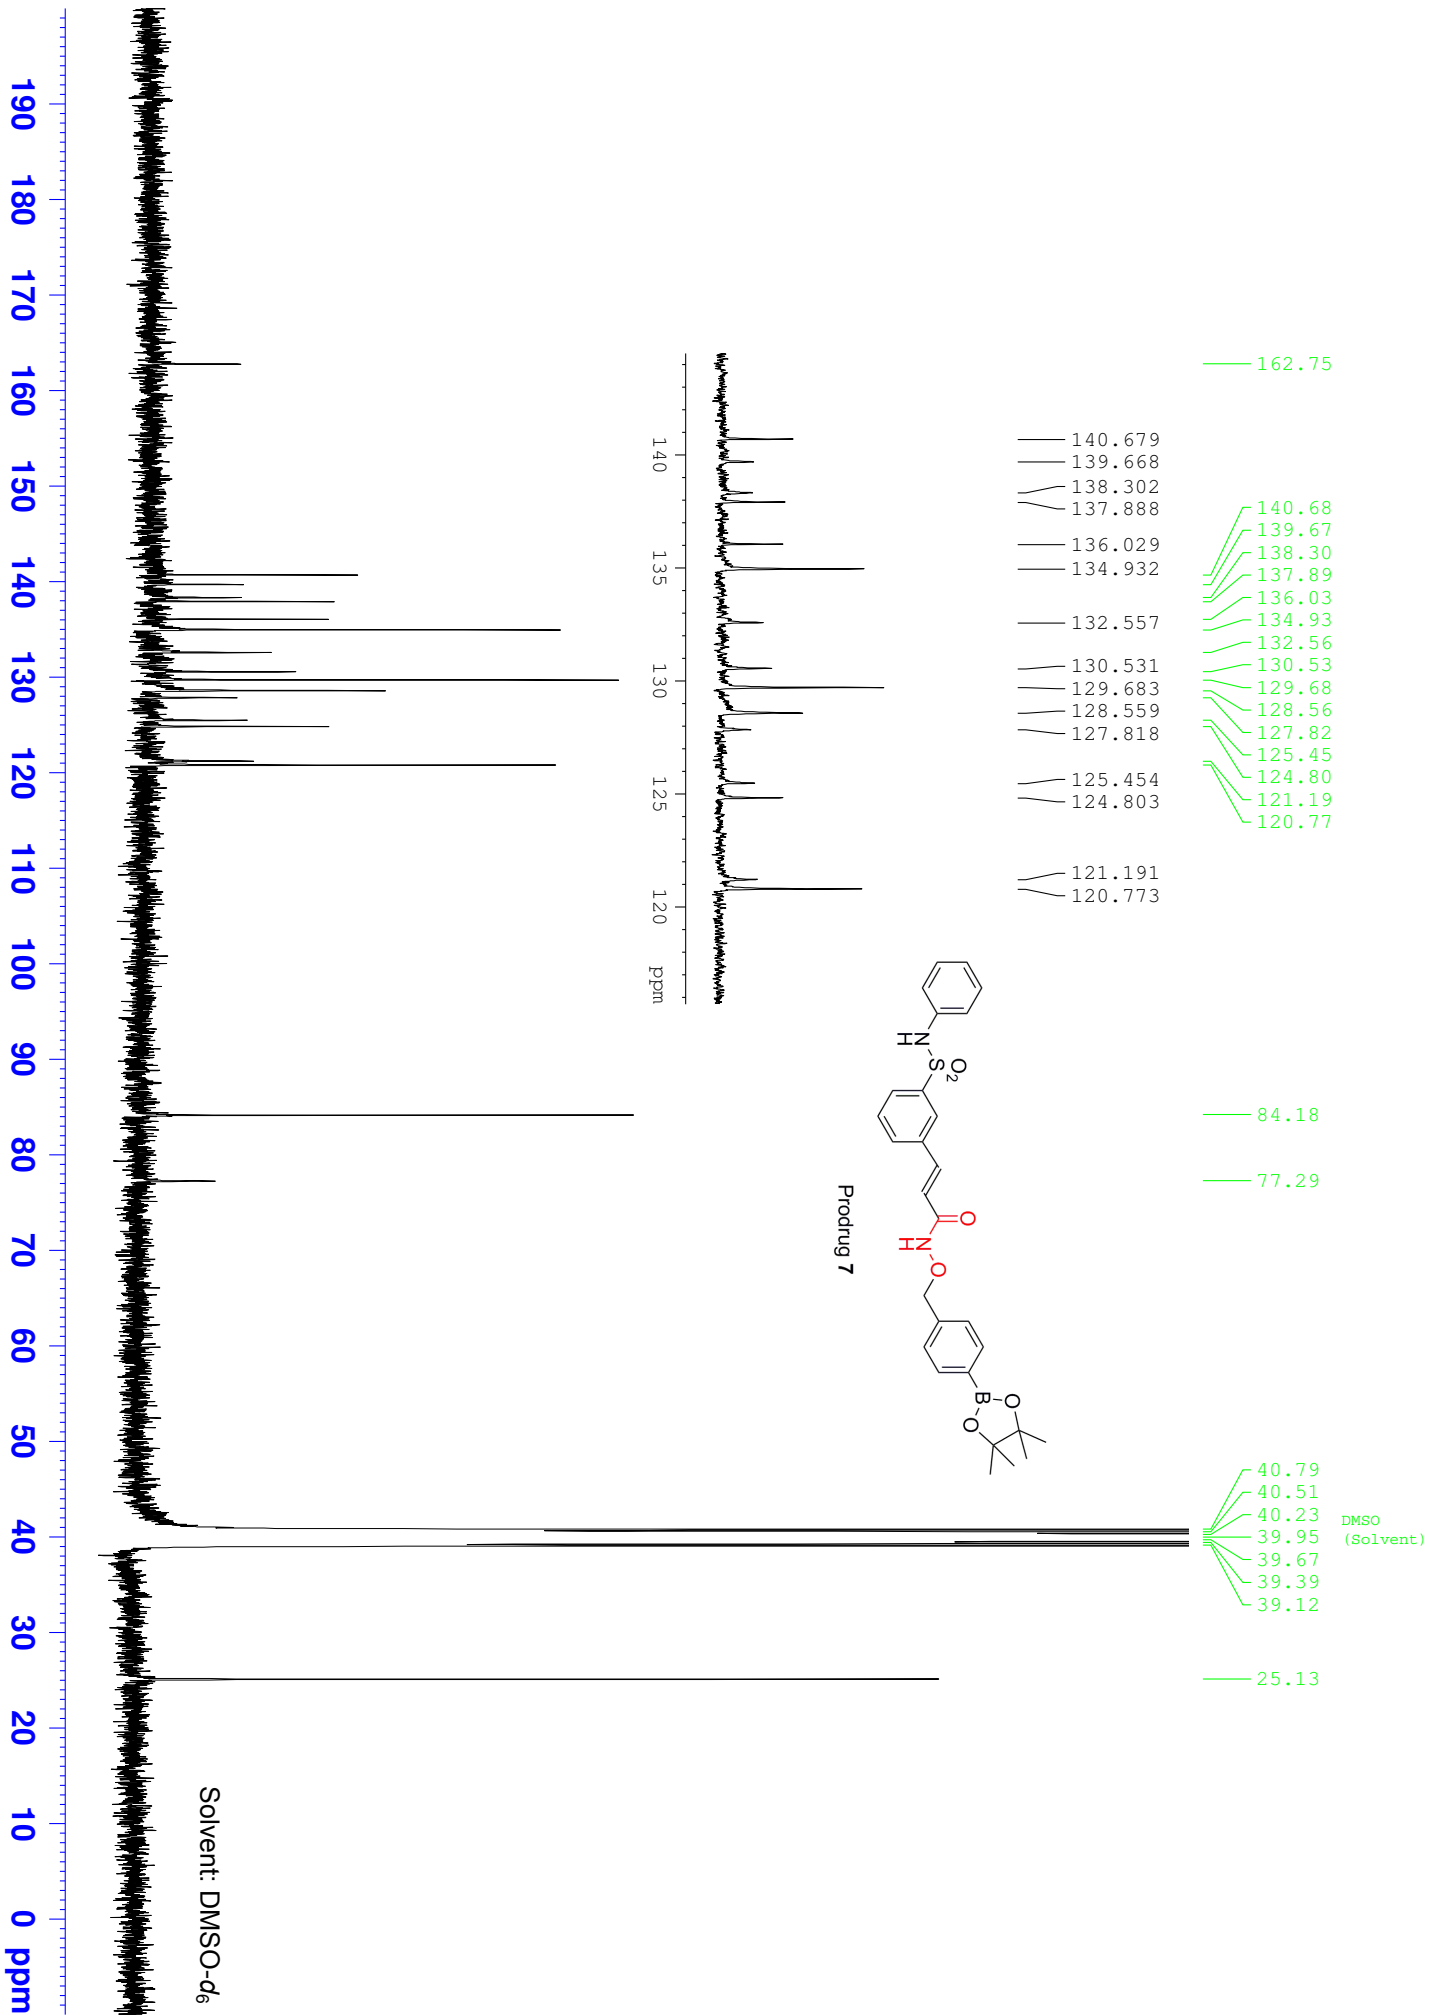 162.75
140.68
139.67
138.30
137.89
136.03
134.93
132.56
130.53
129.68
128.56
127.82
125.45
124.80
121.19
120.77
84.18
77.29
40.79
40.51
40.23
39.95
39.67
39.39
39.12
DMSO
(Solvent)
25.13
140.679
139.668
138.302
137.888
136.029
134.932
132.557
130.531
129.683
128.559
127.818
125.454
124.803
121.191
120.773
140 135 130 125 120 ppm
O2
N
H
S
O
N
H
O
B
O
O
Prodrug 7
Solvent: DMSO-d6
190 180 170 160 150 140 130 120 110 100 90 80 70 60 50 40 30 20 10 0 ppm